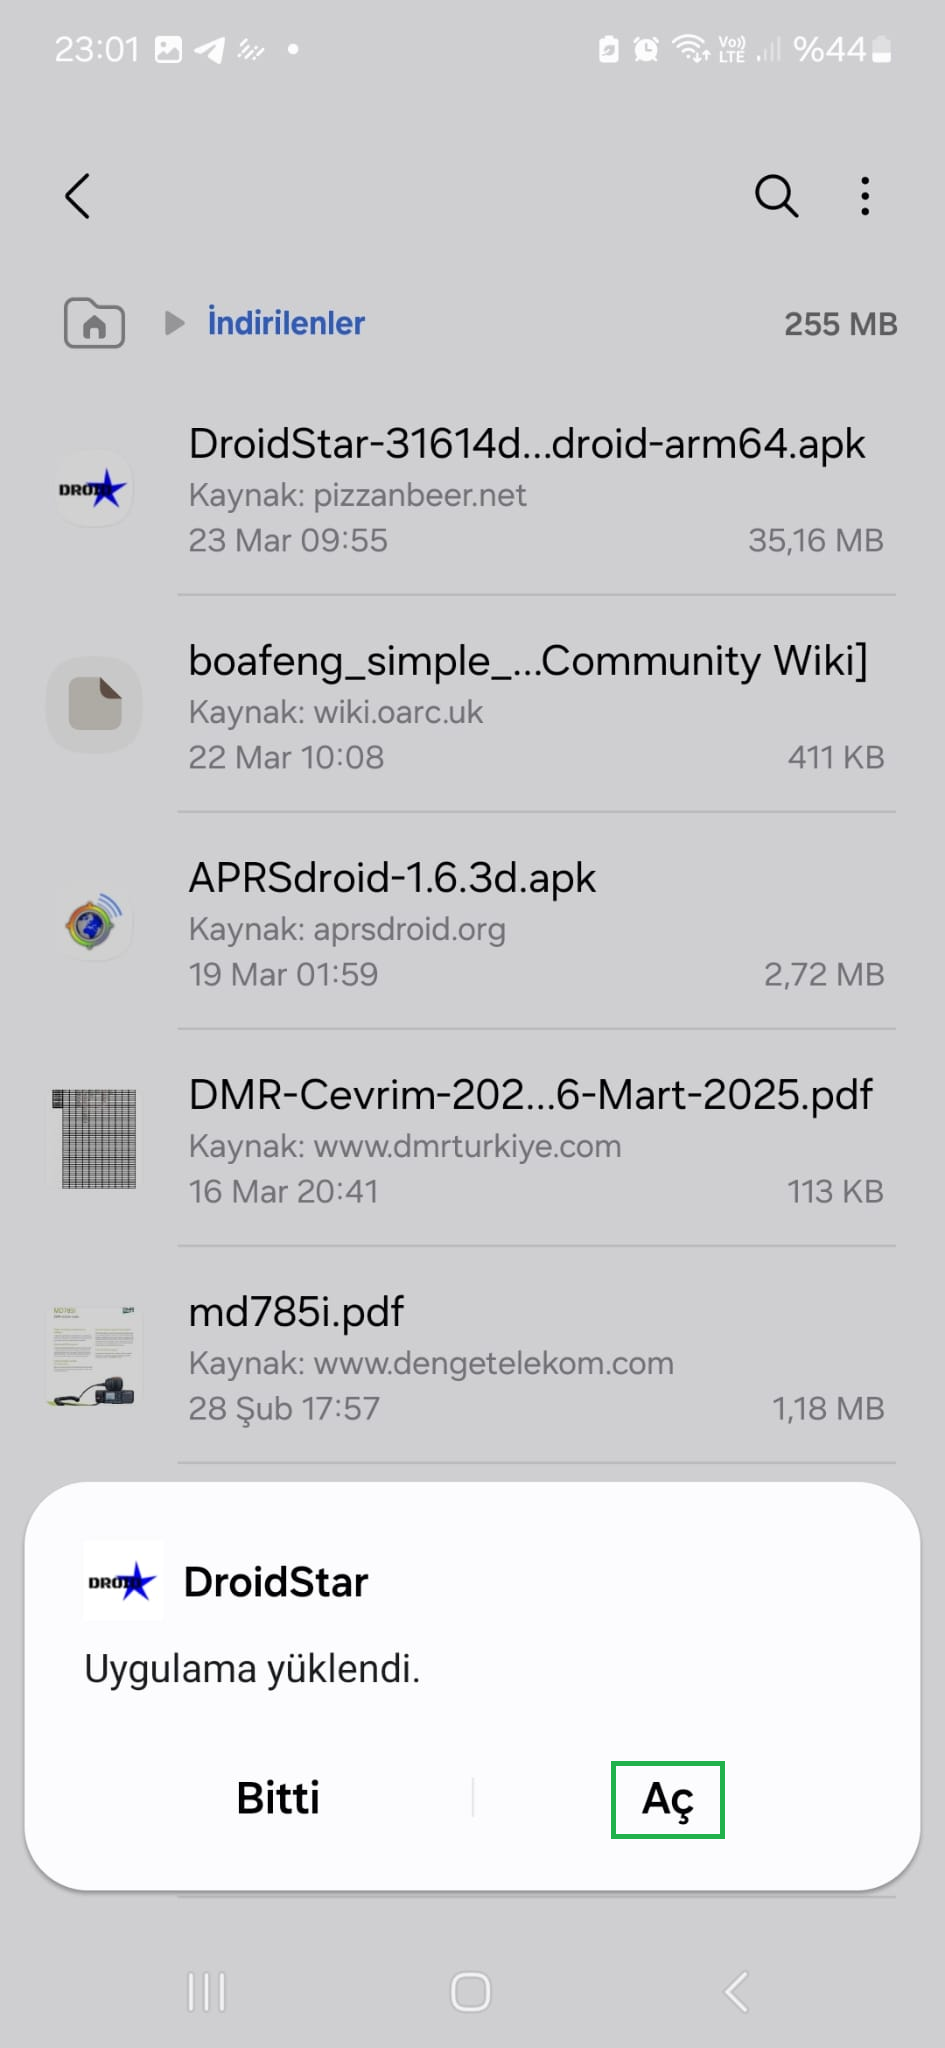 23:01
Vo)) LTE
%44
İndirilenler
255 MB
DroidStar-31614d...droid-arm64.apk
Kaynak: pizzanbeer.net
23 Mar 09:55
35,16 MB
boafeng_simple_...Community Wiki]
Kaynak: wiki.oarc.uk
22 Mar 10:08
411 KB
APRSdroid-1.6.3d.apk
Kaynak: aprsdroid.org
19 Mar 01:59
2,72 MB
DMR-Cevrim-202...6-Mart-2025.pdf
Kaynak: www.dmrturkiye.com
16 Mar 20:41
113 KB
md785i.pdf
Kaynak: www.dengetelekom.com
28 Şub 17:57
1,18 MB
DROID
DroidStar
Uygulama yüklendi.
Bitti
Aç